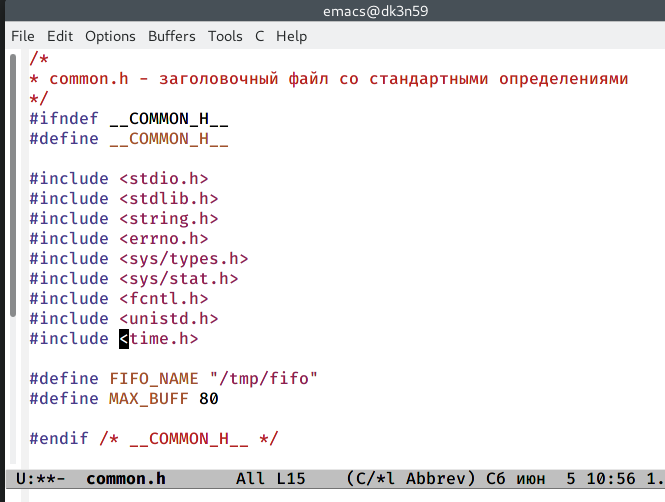 emacs@dk3n59
File Edit Options Buffers Tools C Help
/*
* common.h - заголовочный файл со стандартными определениями
*/
#ifndef __COMMON_H__
#define __COMMON_H__
#include <stdio.h>
#include <stdlib.h>
#include <string.h>
#include <errno.h>
#include <sys/types.h>
#include <sys/stat.h>
#include <fcntl.h>
#include <unistd.h>
#include <time.h>
#define FIFO_NAME "/tmp/fifo"
#define MAX_BUFF 80
#endif /* __COMMON_H__ */
U:**- common.h All L15 (C/*l Abbrev) Сб июн 5 10:56 1.